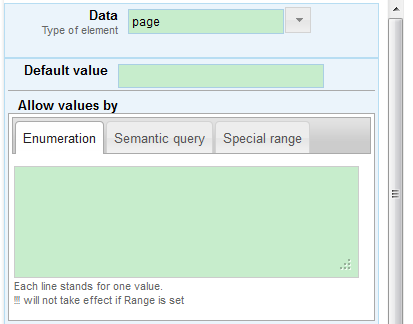 Data
Type of element
page
Default value
Allow values by
Enumeration Semantic query Special range
Each line stands for one value.
will not take effect if Range is set